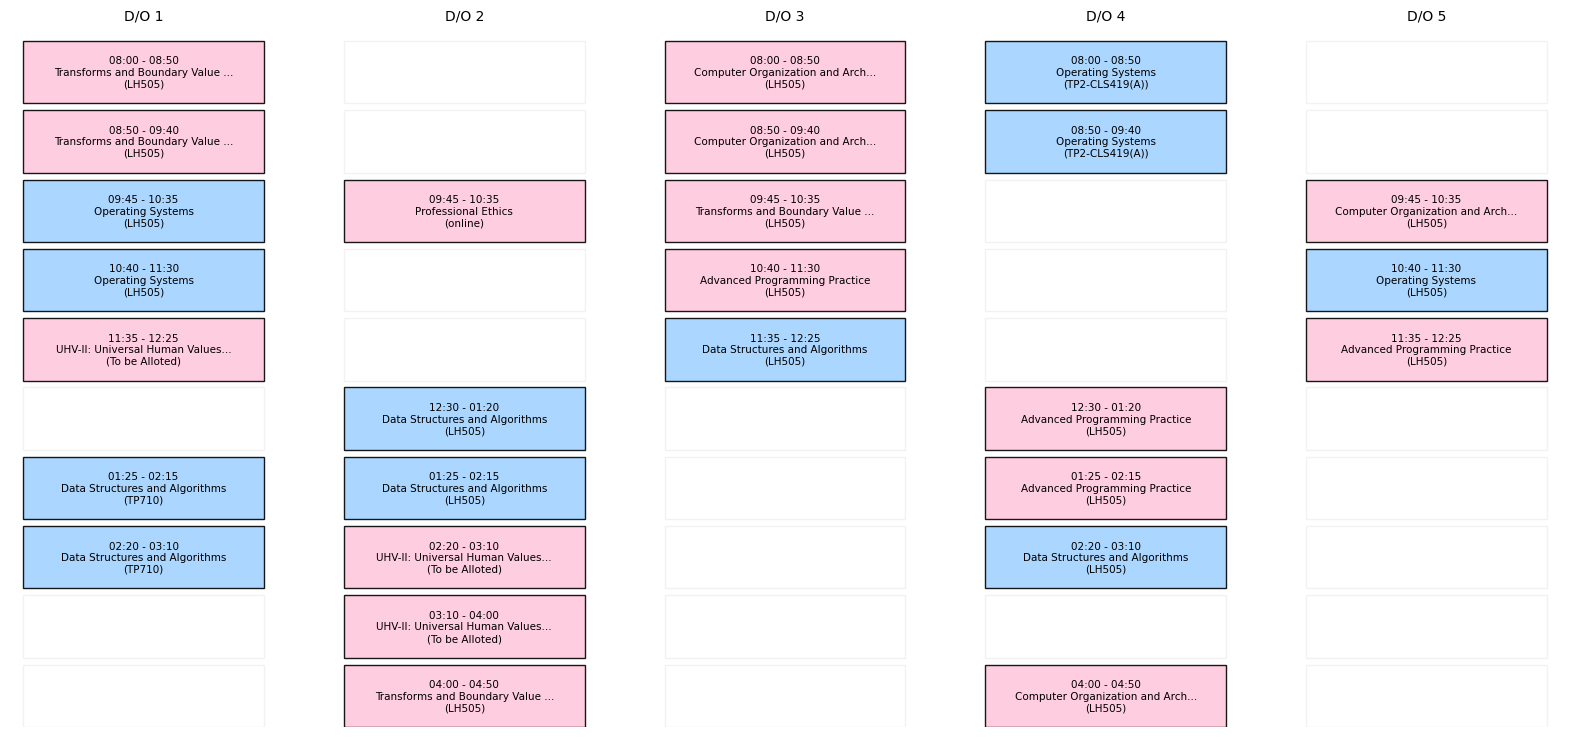 D/O 1
08:00 - 08:50
Transforms and Boundary Value ...
(LH505)
08:50 - 09:40
Transforms and Boundary Value ...
(LH505)
09:45 - 10:35
Operating Systems
(LH505)
10:40 - 11:30
Operating Systems
(LH505)
11:35 - 12:25
UHV-II: Universal Human Values...
(To be Alloted)
01:25 - 02:15
Data Structures and Algorithms
(TP710)
02:20 - 03:10
Data Structures and Algorithms
(TP710)
D/O 2
09:45 - 10:35
Professional Ethics
(online)
12:30 - 01:20
Data Structures and Algorithms
(LH505)
01:25 - 02:15
Data Structures and Algorithms
(LH505)
02:20 - 03:10
UHV-II: Universal Human Values...
(To be Alloted)
03:10 - 04:00
UHV-II: Universal Human Values...
(To be Alloted)
04:00 - 04:50
Transforms and Boundary Value ...
(LH505)
D/O 3
08:00 - 08:50
Computer Organization and Arch...
(LH505)
08:50 - 09:40
Computer Organization and Arch...
(LH505)
09:45 - 10:35
Transforms and Boundary Value ...
(LH505)
10:40 - 11:30
Advanced Programming Practice
(LH505)
11:35 - 12:25
Data Structures and Algorithms
(LH505)
D/O 4
08:00 - 08:50
Operating Systems
(TP2-CLS419(A))
08:50 - 09:40
Operating Systems
(TP2-CLS419(A))
12:30 - 01:20
Advanced Programming Practice
(LH505)
01:25 - 02:15
Advanced Programming Practice
(LH505)
02:20 - 03:10
Data Structures and Algorithms
(LH505)
04:00 - 04:50
Computer Organization and Arch...
(LH505)
D/O 5
09:45 - 10:35
Computer Organization and Arch...
(LH505)
10:40 - 11:30
Operating Systems
(LH505)
11:35 - 12:25
Advanced Programming Practice
(LH505)